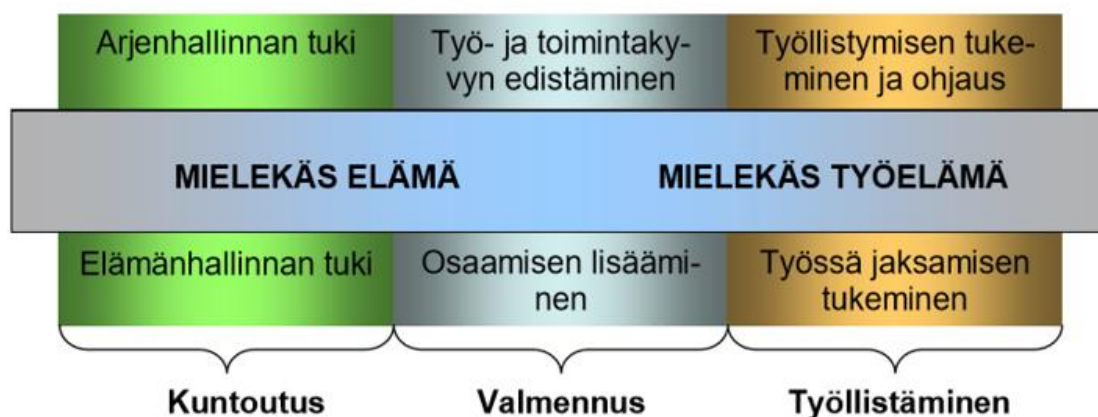 Arjenhallinnan tuki
Työ- ja toimintaky-
vyn edistäminen
Työllistymisen tuke-
minen ja ohjaus
MIELEKÄS ELÄMÄ
MIELEKÄS TYÖELÄMÄ
Elämänhallinnan tuki
Osaamisen lisäämi-
nen
Työssä jaksamisen
tukeminen
Kuntoutus
Valmennus
Työllistäminen